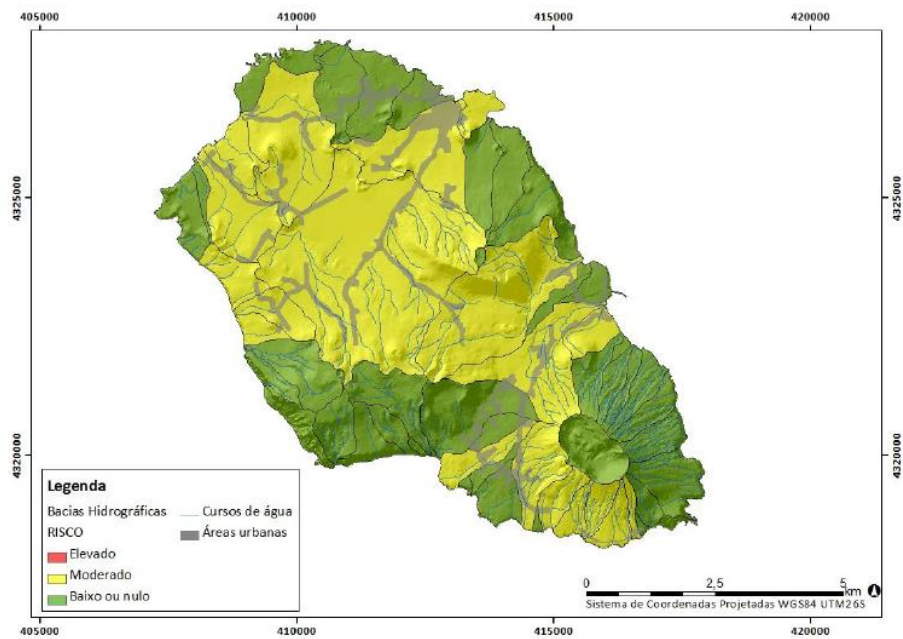 405000 410000 415000 420000
4325000 4325000
4320000 4320000
Legenda
Bacias Hidrográficas Cursos de água
RISCO Áreas urbanas
Elevado
Moderado
Baixo ou nulo
0 2,5 5
km
Sistema de Coordenadas Projetadas WGS84 UTM26S
405000 410000 415000 420000